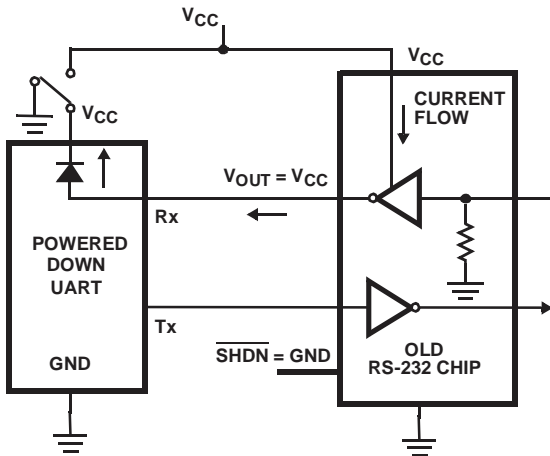 VCC
VCC
VCC
CURRENT
FLOW
VOUT = VCC
Rx
POWERED
DOWN
UART
Tx
GND
SHDN = GND
OLD
RS-232 CHIP